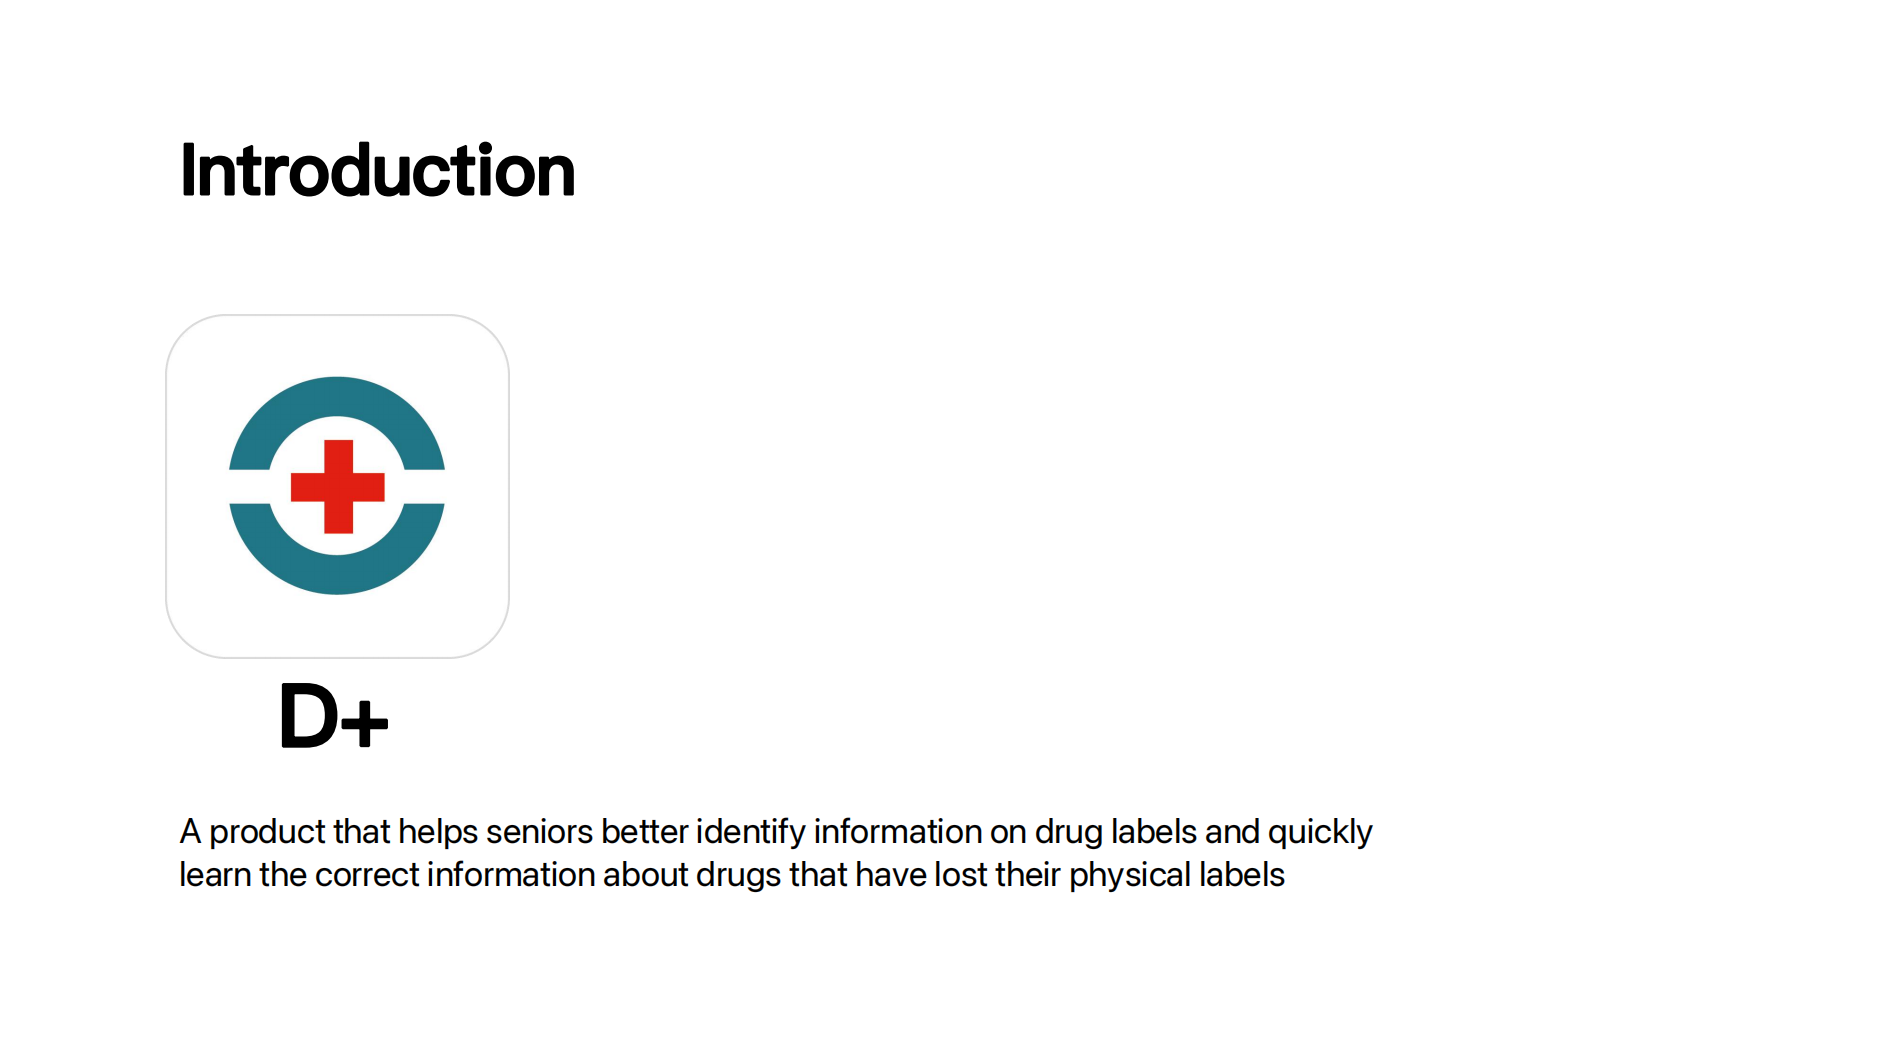 Introduction
D+
A product that helps seniors better identify information on drug labels and quickly
learn the correct information about drugs that have lost their physical labels